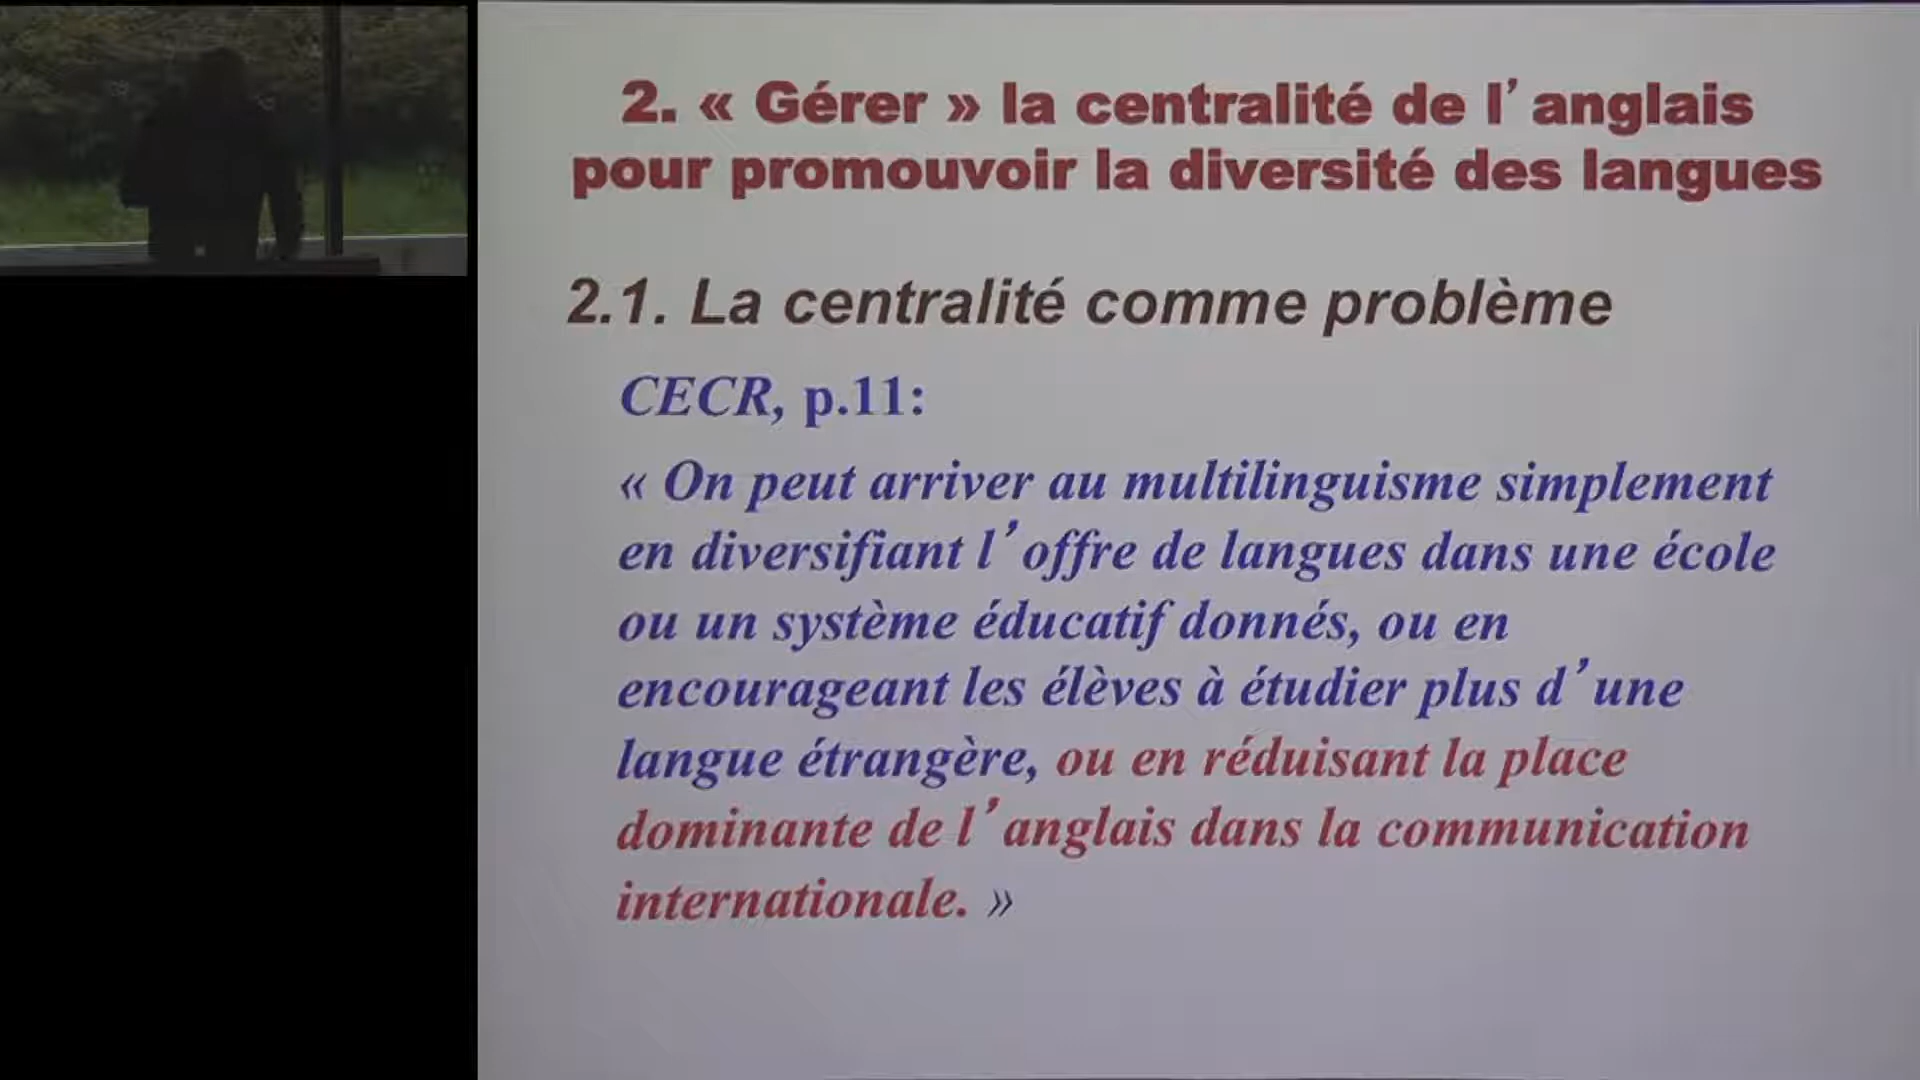 2. « Gérer » la centralité de l’anglais
pour promouvoir la diversité des langues
2.1. La centralité comme problème
CECR, p.11:
« On peut arriver au multilinguisme simplement
en diversifiant l’offre de langues dans une école
ou un système éducatif donnés, ou en
encourageant les élèves à étudier plus d’une
langue étrangère, ou en réduisant la place
dominante de l’anglais dans la communication
internationale. »